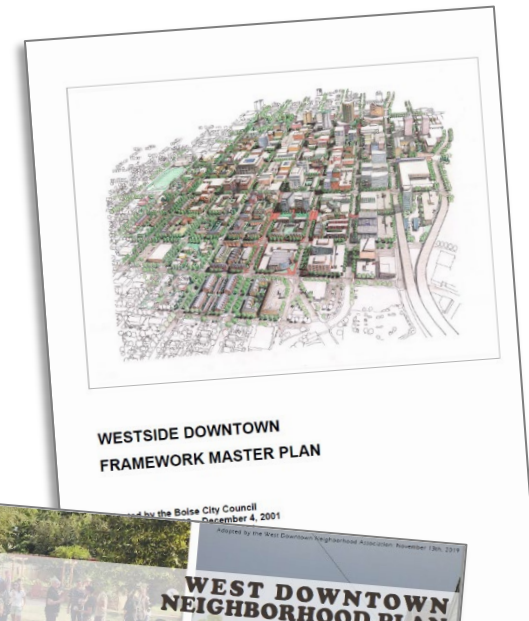 WESTSIDE DOWNTOWN
FRAMEWORK MASTER PLAN
by the Boise City Council
December 4, 2001
Adopted by the West Downtown Neighborhood Association: November 19th, 2019
WEST DOWNTOWN
NEIGHBORHOOD PLAN